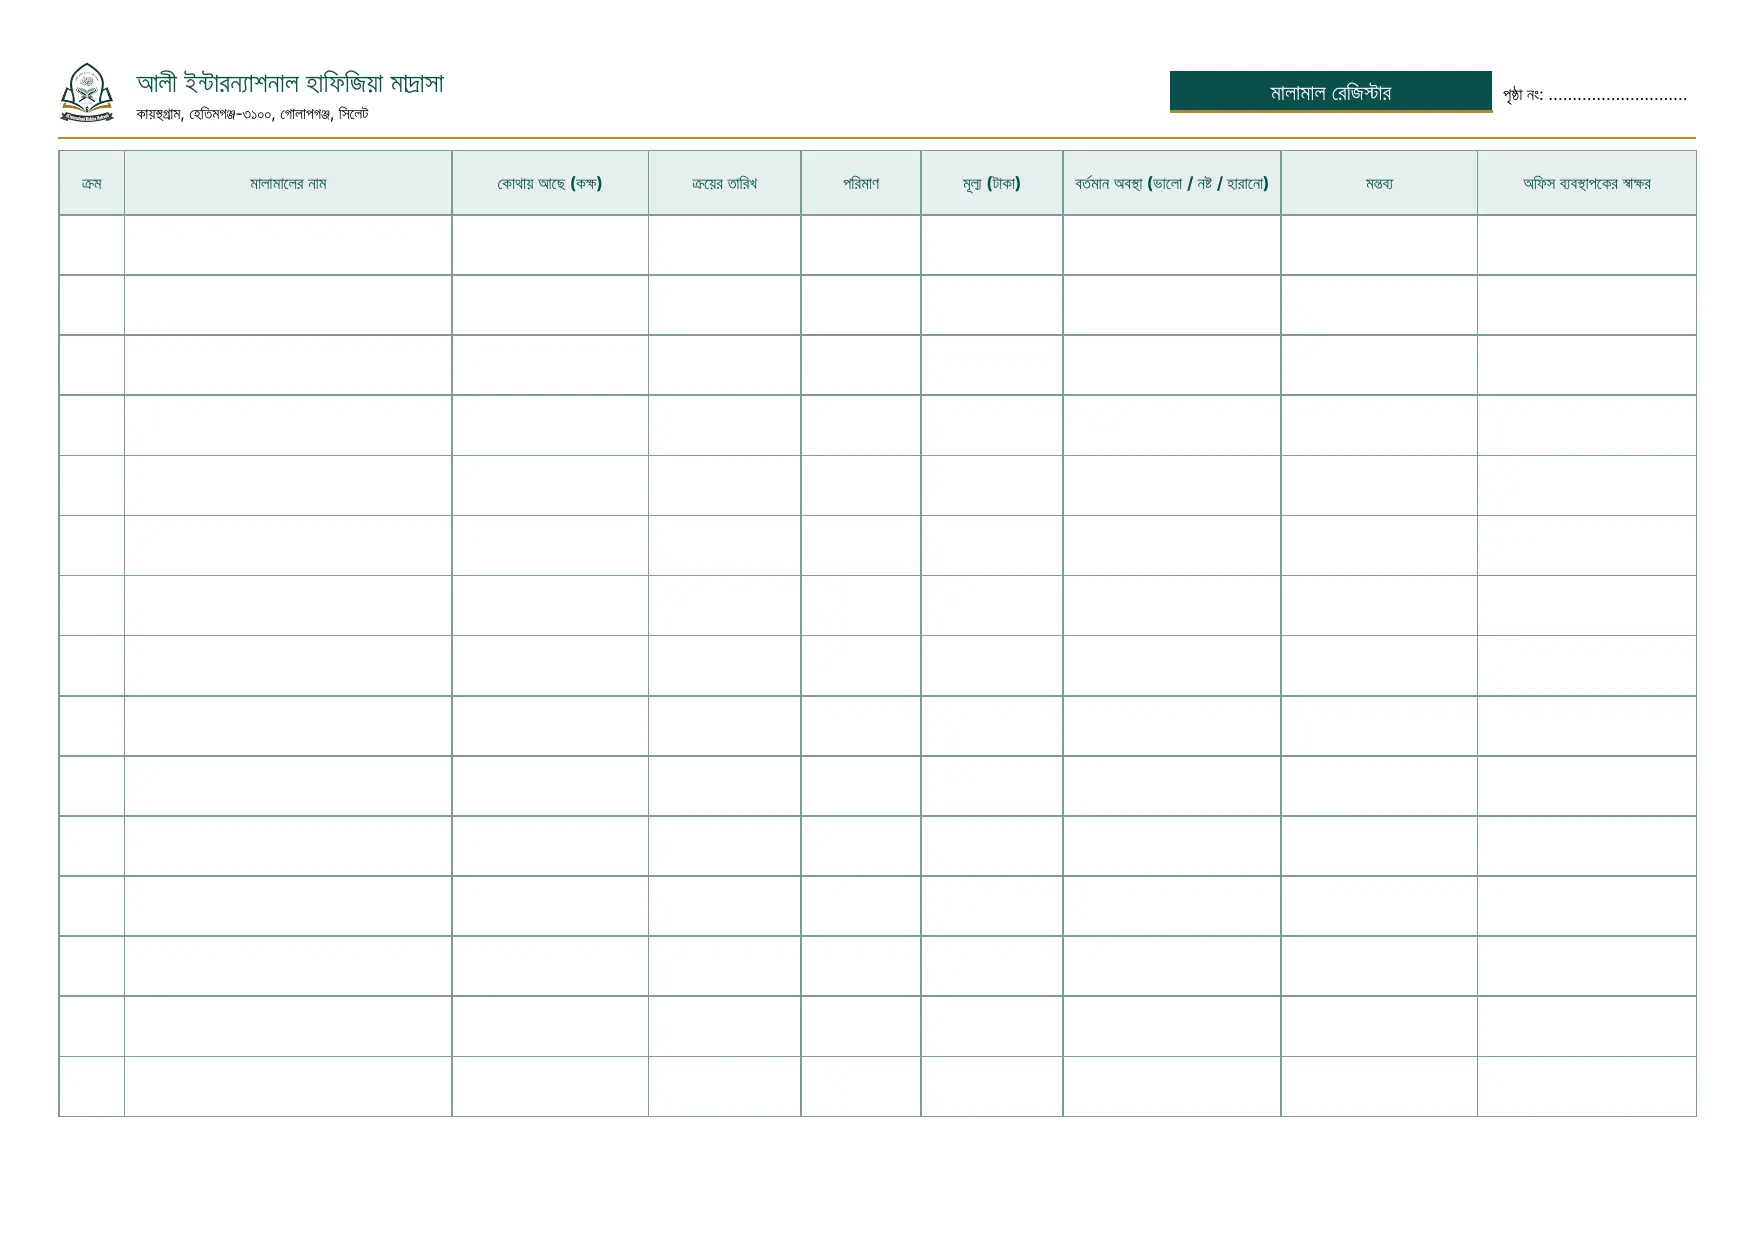 আলী ইন্টারন্যাশনাল হাফিজিয়া মাদ্রাসা
কায়স্থগ্রাম, হেতিমগঞ্জ-৩১০০, গোলাপগঞ্জ, সিলেট
মালামাল রেজিস্টার
পৃষ্ঠা নং: ............................
ক্রম
মালামালের নাম
কোথায় আছে (কক্ষ)
ক্রয়ের তারিখ
পরিমাণ
মূল্য (টাকা)
বর্তমান অবস্থা (ভালো / নষ্ট / হারানো)
মন্তব্য
অফিস ব্যবস্থাপকের স্বাক্ষর